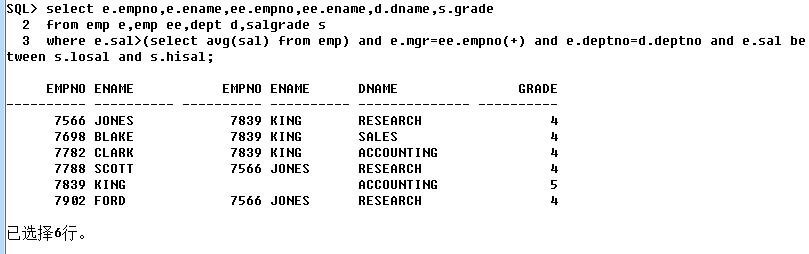 SQL> select e.empno,e.ename,ee.empno,ee.ename,d.dname,s.grade
  2  from emp e,emp ee,dept d,salgrade s
  3  where e.sal>(select avg(sal) from emp) and e.mgr=ee.empno(+) and e.deptno=d.deptno and e.sal be
tween s.losal and s.hisal;
     EMPNO ENAME           EMPNO ENAME      DNAME               GRADE
---------- ---------- ---------- ---------- -------------- ----------
      7566 JONES            7839 KING       RESEARCH                4
      7698 BLAKE            7839 KING       SALES                   4
      7782 CLARK            7839 KING       ACCOUNTING              4
      7788 SCOTT            7566 JONES      RESEARCH                4
      7839 KING                             ACCOUNTING              5
      7902 FORD             7566 JONES      RESEARCH                4
已选择6行。